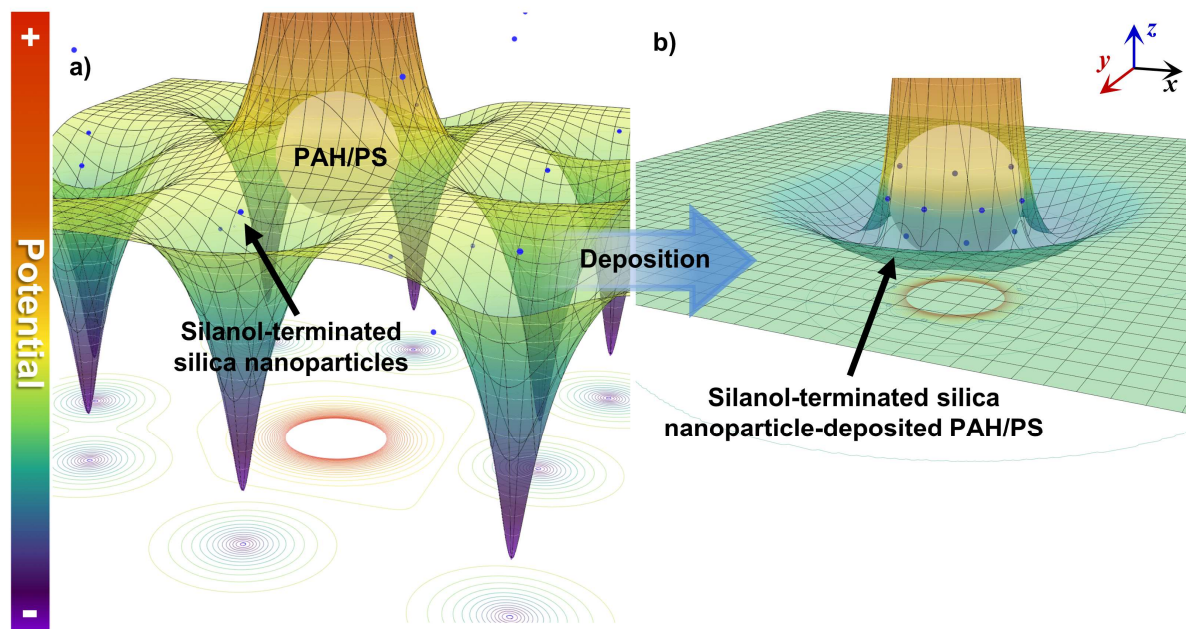 +
Potential
-
a)
PAH/PS
Silanol-terminated
silica nanoparticles
Deposition
b)
z
y
x
Silanol-terminated silica
nanoparticle-deposited PAH/PS